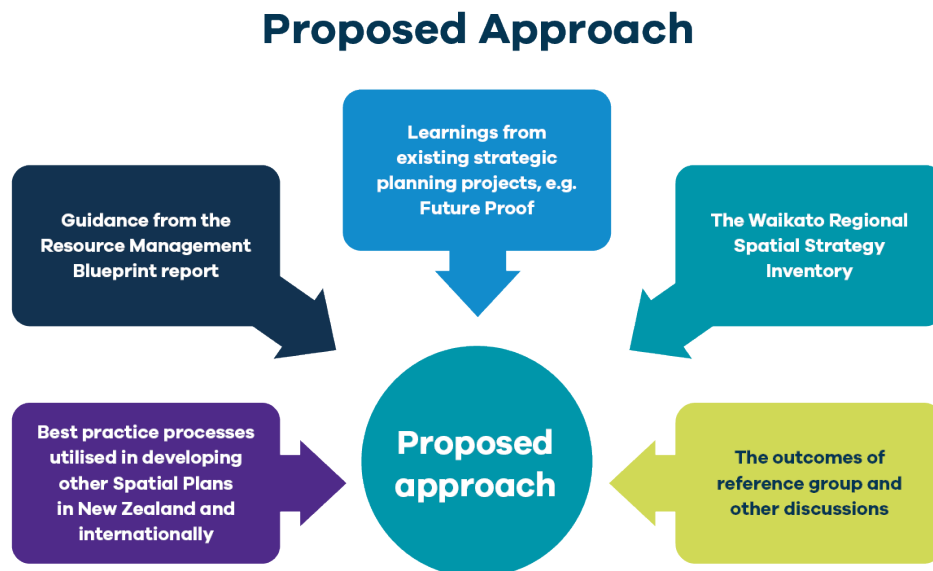 Proposed Approach
Learnings from
existing strategic
planning projects, e.g.
Future Proof
Guidance from the
Resource Management
Blueprint report
The Waikato Regional
Spatial Strategy
Inventory
Best practice processes
utilised in developing
other Spatial Plans
in New Zealand and
internationally
Proposed
approach
The outcomes of
reference group and
other discussions